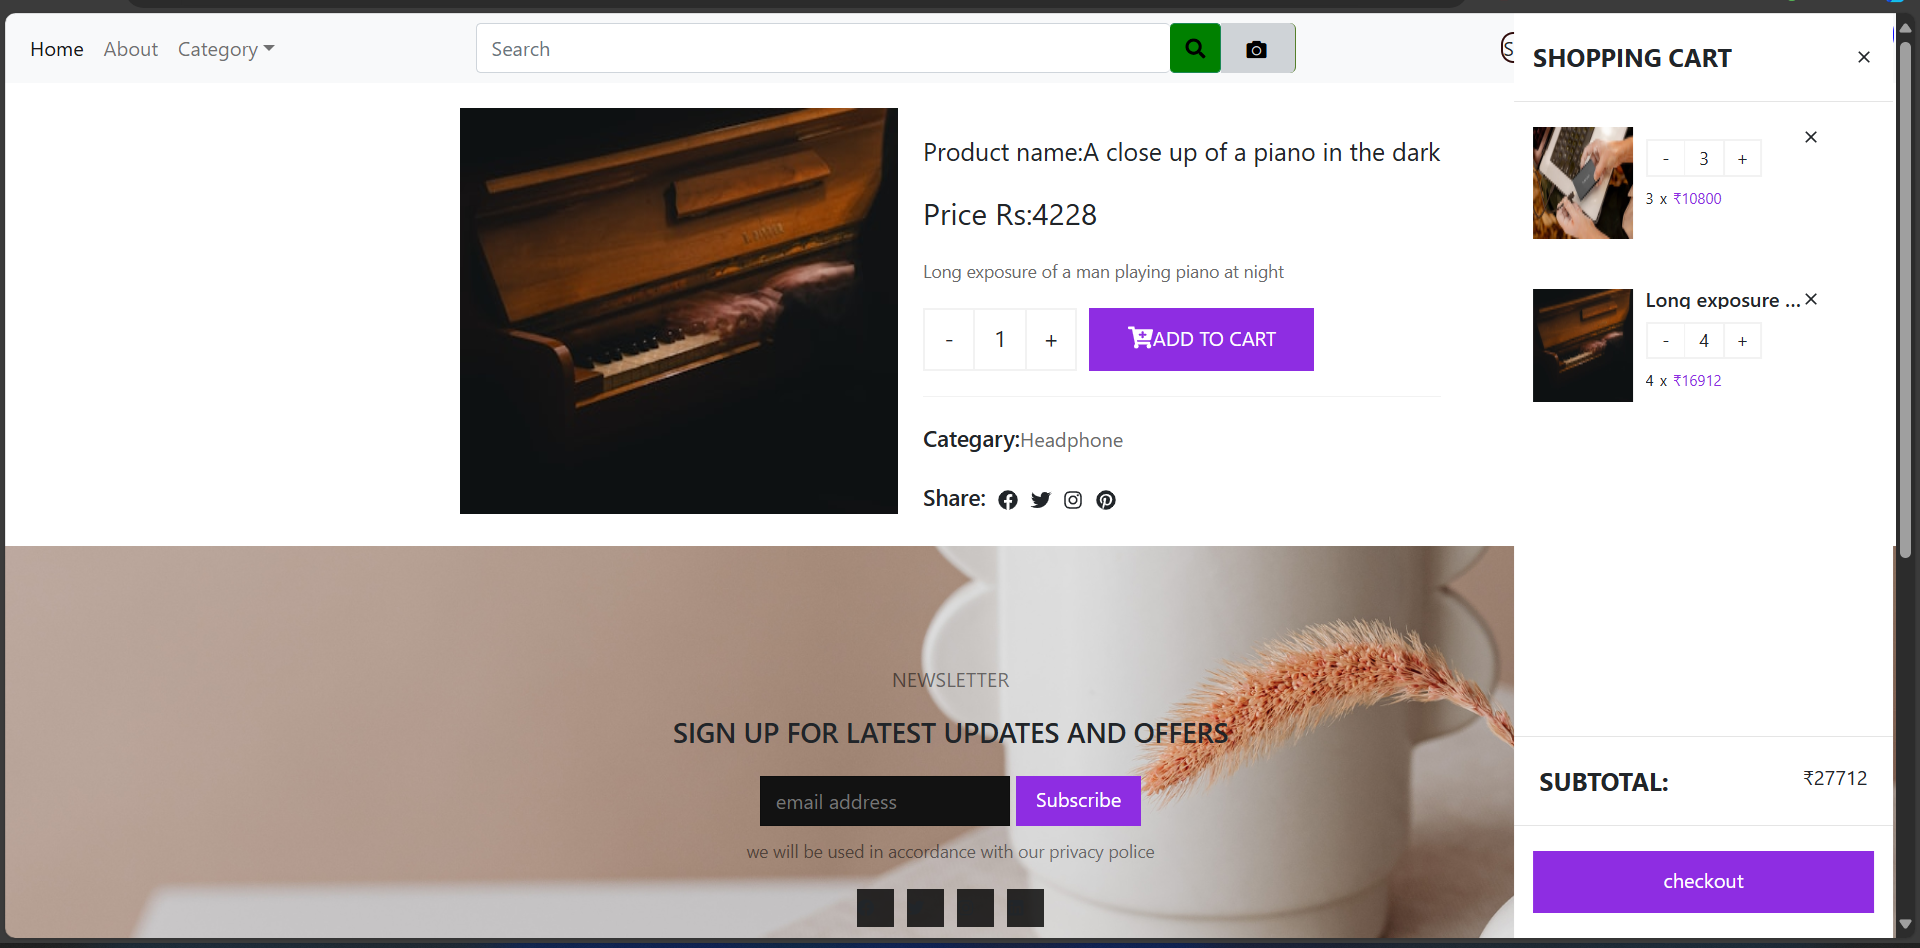 Home About Category
Search
S
SHOPPING CART ×
Product name:A close up of a piano in the dark
Price Rs:4228
Long exposure of a man playing piano at night
- 1 +
ADD TO CART
Categary:Headphone
Share:
- 3 +
×
3 x ₹10800
Long exposure ... ×
- 4 +
4 x ₹16912
SUBTOTAL: ₹27712
checkout
NEWSLETTER
SIGN UP FOR LATEST UPDATES AND OFFERS
email address Subscribe
we will be used in accordance with our privacy police